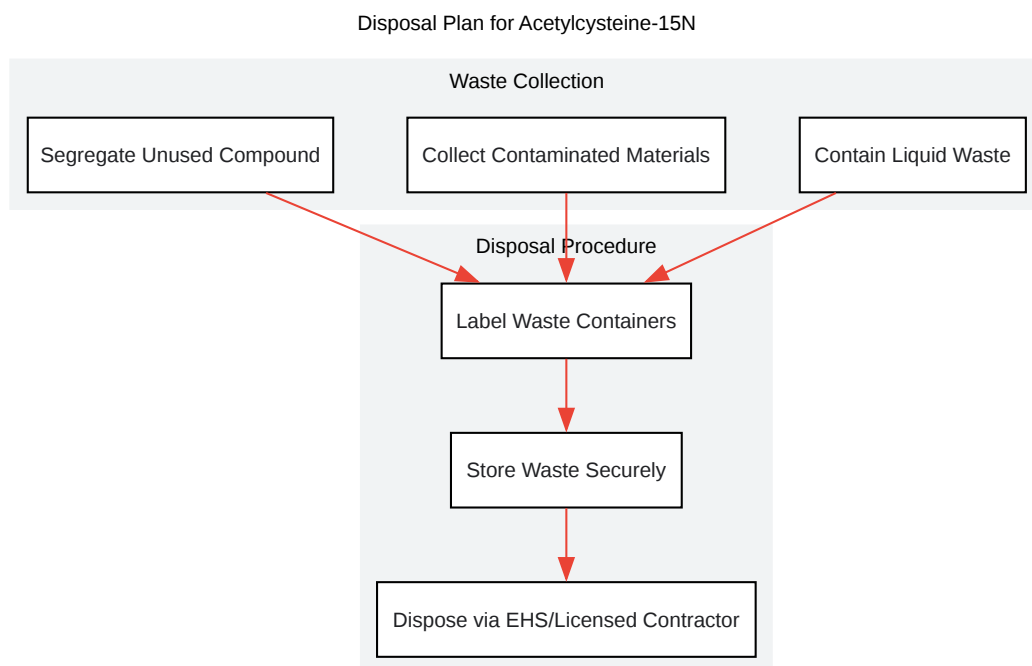 Disposal Plan for Acetylcysteine-15N
Waste Collection
Segregate Unused Compound
Collect Contaminated Materials
Contain Liquid Waste
Disposal Procedure
Label Waste Containers
Store Waste Securely
Dispose via EHS/Licensed Contractor